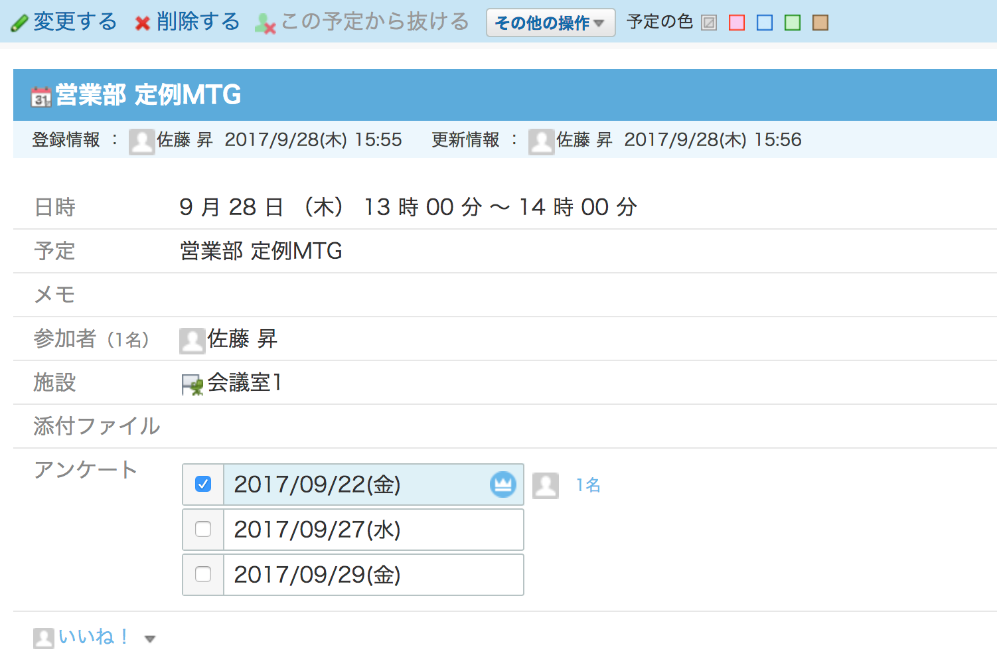 変更する 削除する この予定から抜ける その他の操作 予定の色
31 営業部 定例MTG
登録情報 : 佐藤 昇 2017/9/28(木) 15:55 更新情報 : 佐藤 昇 2017/9/28(木) 15:56
日時 9 月 28 日 （木） 13 時 00 分 〜 14 時 00 分
予定 営業部 定例MTG
メモ
参加者（1名） 佐藤 昇
施設 会議室1
添付ファイル
アンケート 2017/09/22(金) 1名
2017/09/27(水)
2017/09/29(金)
いいね！